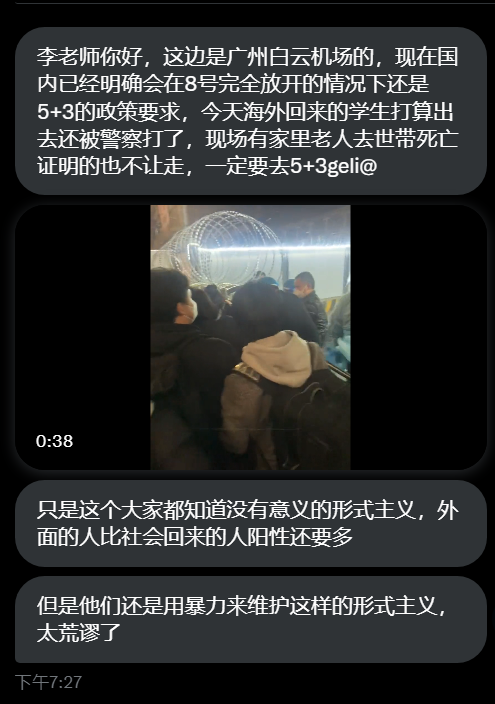 李老师你好，这边是广州白云机场的，现在国
内已经明确会在8号完全放开的情况下还是
5+3的政策要求，今天海外回来的学生打算出
去还被警察打了，现场有家里老人去世带死亡
证明的也不让走，一定要去5+3geli@
0:38
只是这个大家都知道没有意义的形式主义，外
面的人比社会回来的人阳性还要多
但是他们还是用暴力来维护这样的形式主义，
太荒谬了
下午7:27